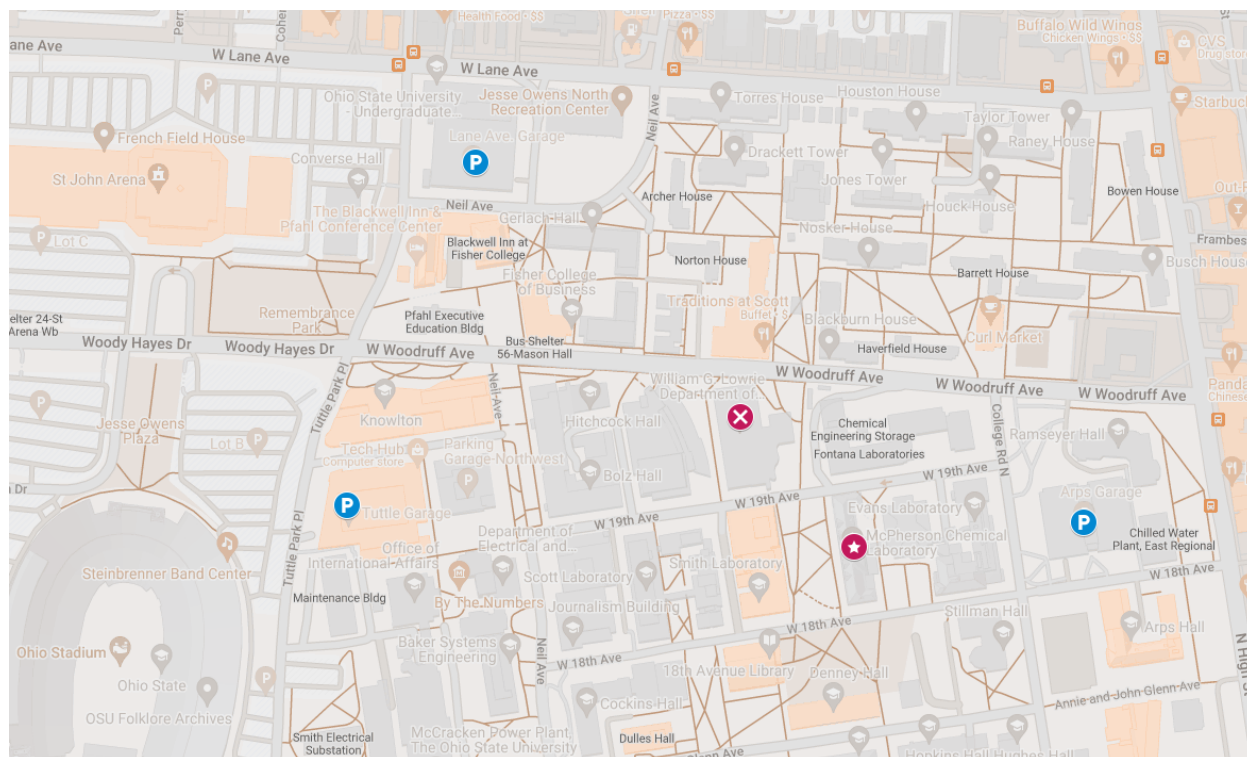 Health Food • $$
Pizza • $$
Buffalo Wild Wings
Chicken Wings • $$
CVS
Drug store
ane Ave
W Lane Ave
W Lane Ave
Ohio State University
- Undergraduate...
Jesse Owens North
Recreation Center
Neil Ave
Torres House
Houston House
Taylor Tower
Raney House
Starbuck
French Field House
Converse Hall
Lane Ave. Garage
P
Drackett Tower
St John Arena
Jones Tower
Bowen House
Archer House
Houck House
Neil Ave
The Blackwell Inn &
Pfahl Conference Center
Gerlach Hall
Nosker House
Frambes
Lot C
Blackwell Inn at
Fisher College
Norton House
Busch House
Fisher College
of Business
Barrett House
Remembrance
Park
Pfahl Executive
Education Bldg
Traditions at Scott
Buffet • $
Blackburn House
Curl Market
elter 24-St
Arena Wb
Woody Hayes Dr
Woody Hayes Dr
W Woodruff Ave
Bus Shelter
56-Mason Hall
Haverfield House
W Woodruff Ave
W Woodruff Ave
W Woodruff Ave
Tuttle Park Pl
Knowlton
Neil Ave
Hitchcock Hall
William G. Lowrie
Department of...
Chemical
Engineering Storage
Fontana Laboratories
College Rd N
Ramseyer Hall
Panda
Chinese
Jesse Owens
Plaza
Lot B
Tech Hub
Computer store
Parking
Garage Northwest
Bolz Hall
W 19th Ave
W 19th Ave
Arps Garage
P
P
Tuttle Garage
Evans Laboratory
McPherson Chemical
Laboratory
Chilled Water
Plant, East Regional
Tuttle Park Pl
Department of
Electrical and...
Office of
International Affairs
Steinbrenner Band Center
Scott Laboratory
Smith Laboratory
W 18th Ave
Maintenance Bldg
By The Numbers
Journalism Building
Stillman Hall
Arps Hall
W 18th Ave
Ohio Stadium
Baker Systems
Engineering
Neil Ave
W 18th Ave
18th Avenue Library
Denney Hall
Ohio State
OSU Folklore Archives
Cockins Hall
Annie and John Glenn Ave
N High St
Smith Electrical
Substation
McCracken Power Plant,
The Ohio State University
Dulles Hall
Hopkins Hall
Hughes Hall